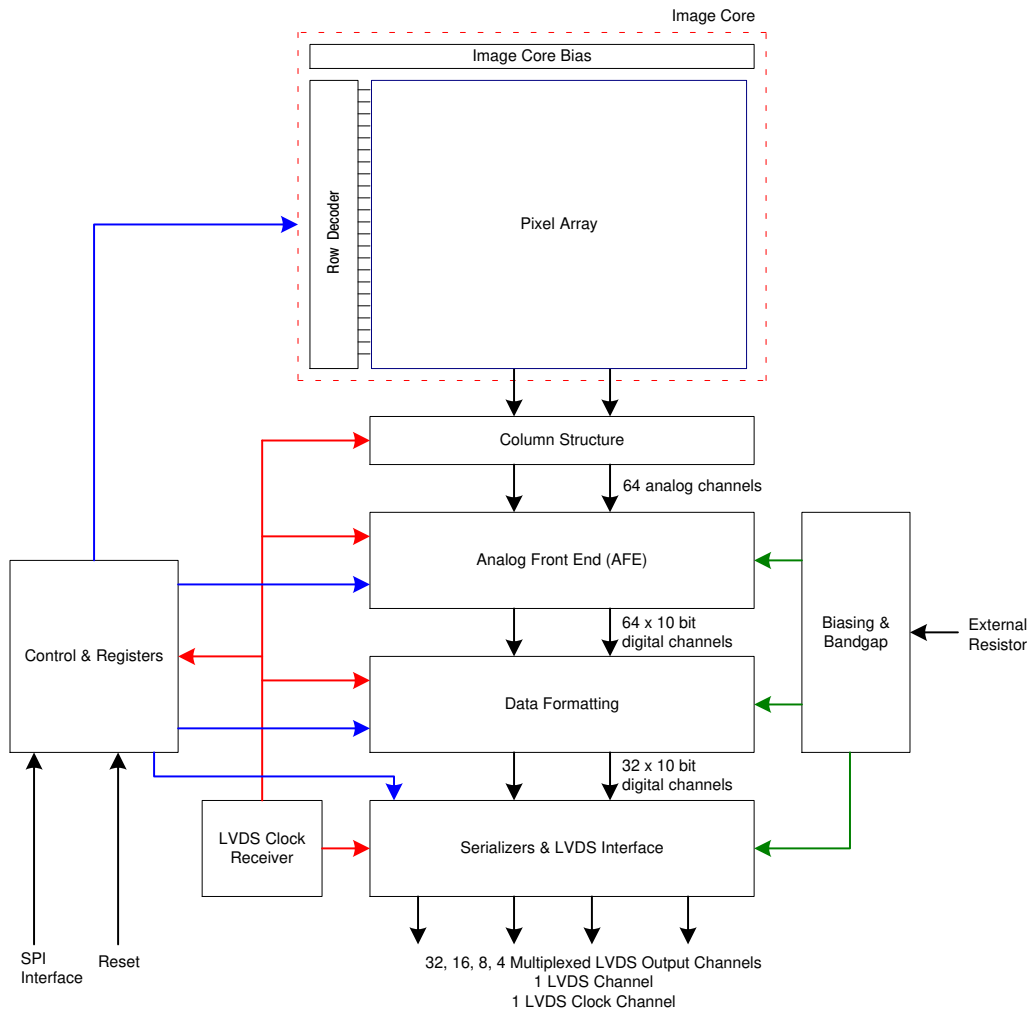 Image Core
Image Core Bias
Row Decoder
Pixel Array
Column Structure
64 analog channels
Analog Front End (AFE)
64 x 10 bit
digital channels
Control & Registers
Biasing &
Bandgap
External
Resistor
Data Formatting
32 x 10 bit
digital channels
LVDS Clock
Receiver
Serializers & LVDS Interface
SPI
Interface
Reset
32, 16, 8, 4 Multiplexed LVDS Output Channels
1 LVDS Channel
1 LVDS Clock Channel